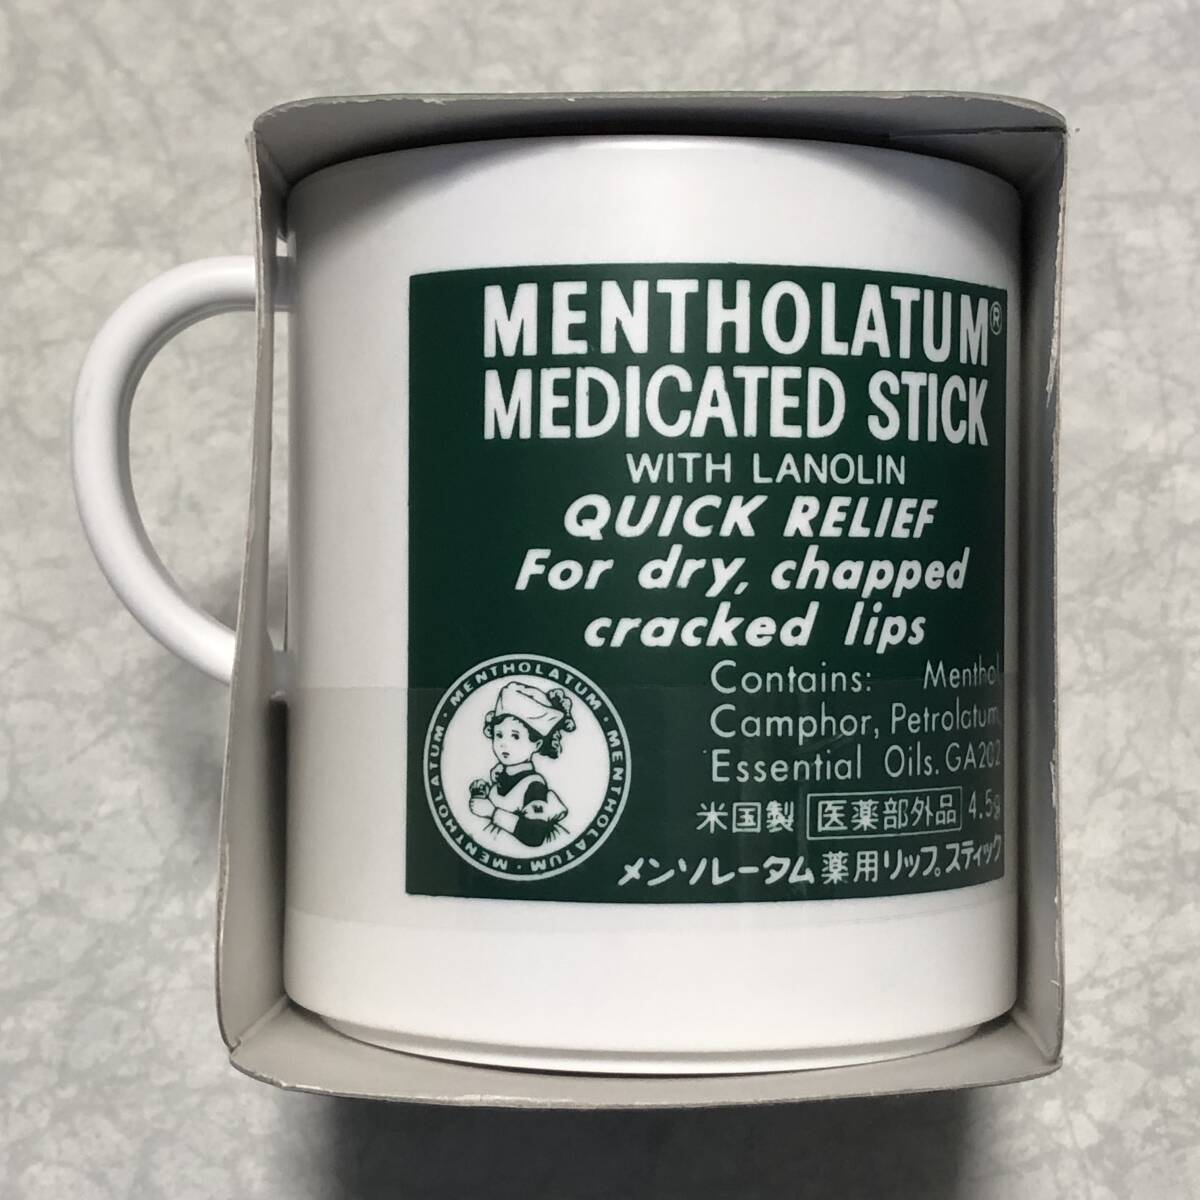 MENTHOLATUM®
MEDICATED STICK
WITH LANOLIN
QUICK RELIEF
For dry, chapped
cracked lips
Contains: Menthol
Camphor, Petrolatum,
Essential Oils. GA202
米国製 医薬部外品 4.5g
メンソレータム薬用リップスティック
MENTHOLATUM · MENTHOLATUM · MENTHOLATUM ·